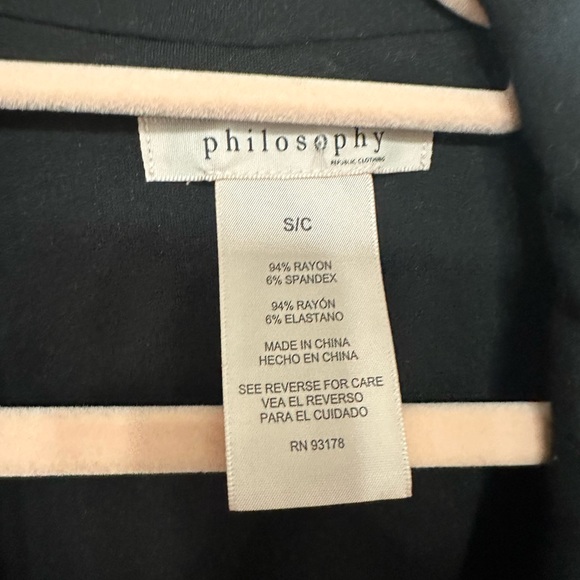 philosophy
REPUBLIC CLOTHING
S/C
94% RAYON
6% SPANDEX
94% RAYÓN
6% ELASTANO
MADE IN CHINA
HECHO EN CHINA
SEE REVERSE FOR CARE
VEA EL REVERSO
PARA EL CUIDADO
RN 93178